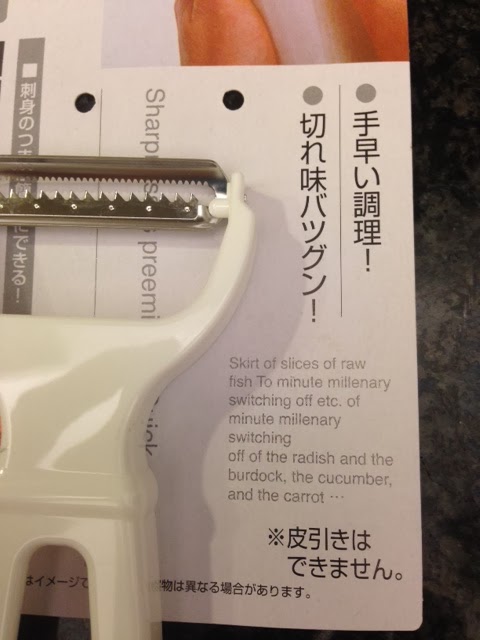 ● 手早い調理！
● 切れ味バツグン！
■ 刺身のつま
にできる！
Sharp
preemi
Skirt of slices of raw
fish To minute millenary
switching off etc. of
minute millenary
switching
off of the radish and the
burdock, the cucumber,
and the carrot …
※皮引きは
できません。
はイメージで
物は異なる場合があります。